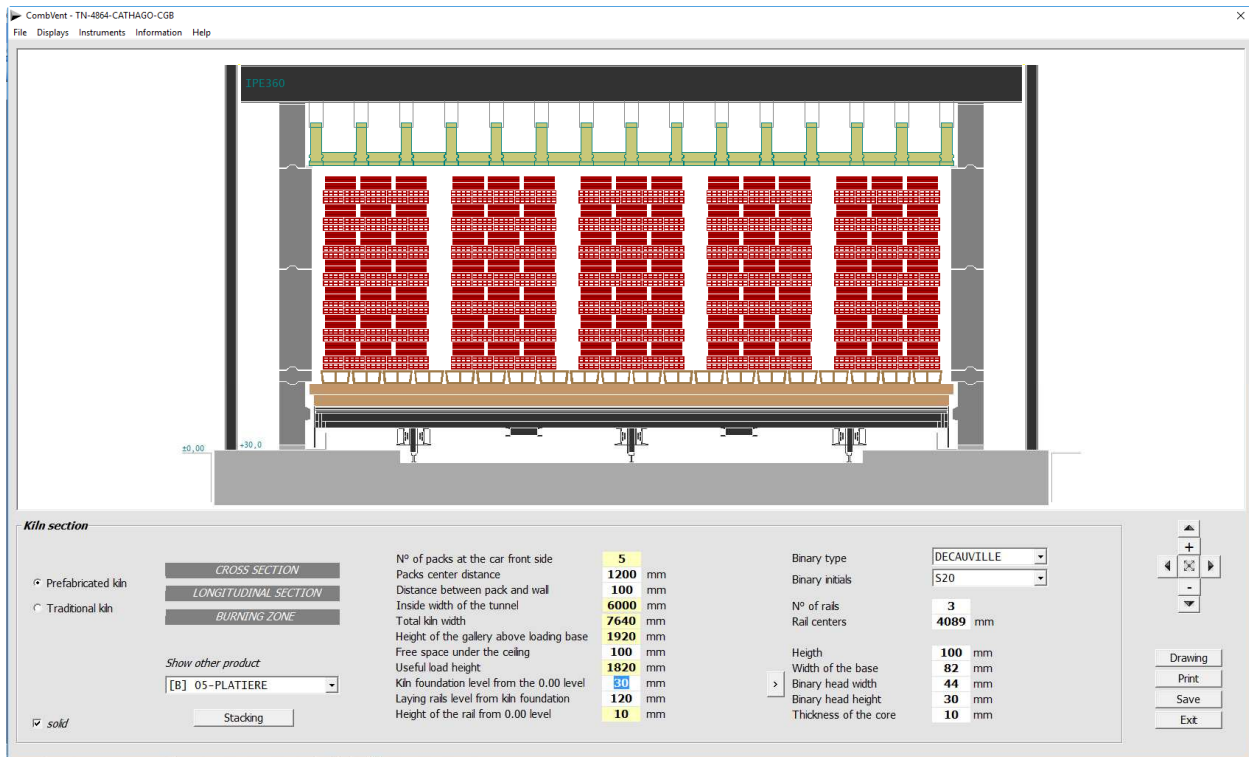 CombVent - TN-4864-CATHAGO-CGB
File Displays Instruments Information Help
IPE360
±0,00
+30,0
Kiln section
Prefabricated kiln
Traditional kiln
CROSS SECTION
LONGITUDINAL SECTION
BURNING ZONE
Show other product
[B] 05-PLATIERE
solid
Stacking
Nº of packs at the car front side 5
Packs center distance 1200 mm
Distance between pack and wall 100 mm
Inside width of the tunnel 6000 mm
Total kiln width 7640 mm
Height of the gallery above loading base 1920 mm
Free space under the ceiling 100 mm
Useful load height 1820 mm
Kiln foundation level from the 0.00 level 30 mm
Laying rails level from kiln foundation 120 mm
Height of the rail from 0.00 level 10 mm
>
Binary type DECAUVILLE
Binary initials S20
Nº of rails 3
Rail centers 4089 mm
Heigth 100 mm
Width of the base 82 mm
Binary head width 44 mm
Binary head height 30 mm
Thickness of the core 10 mm
+
-
Drawing
Print
Save
Exit